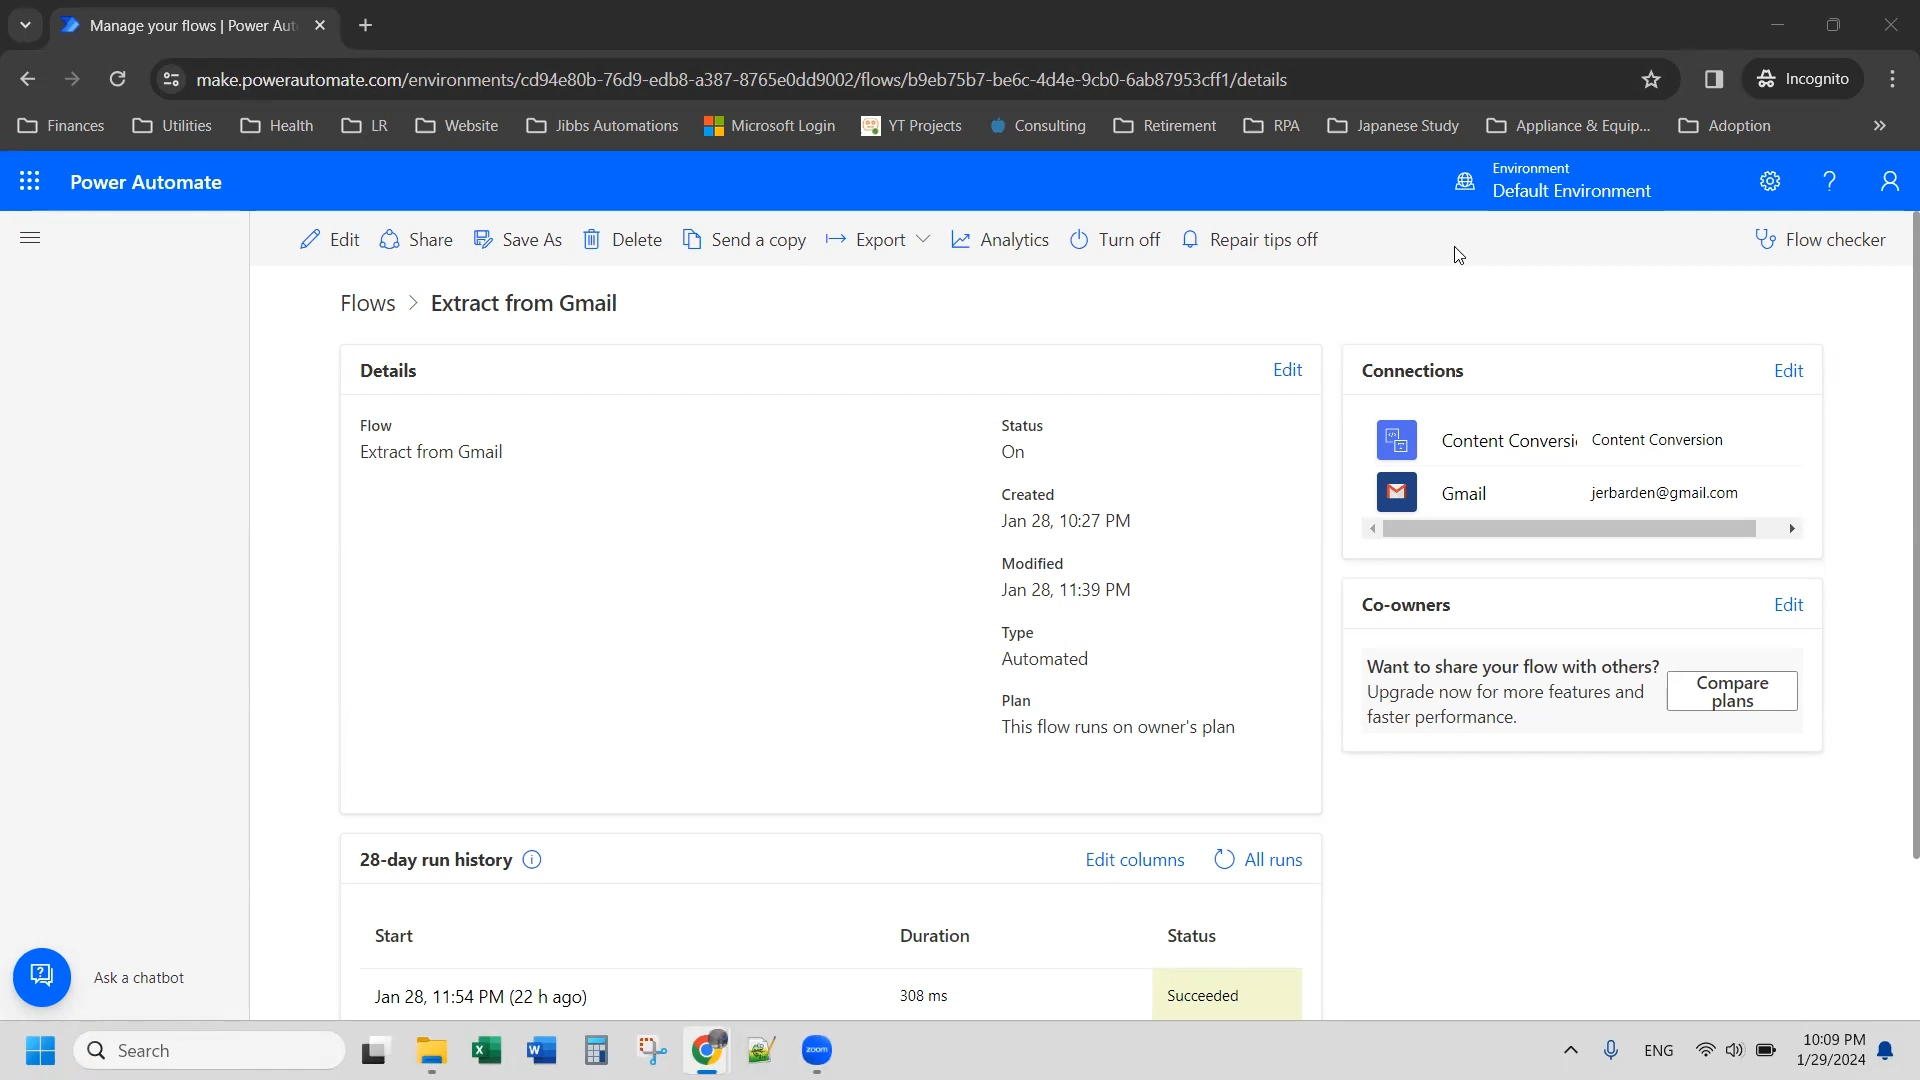 Manage your flows | Power Aut
make.powerautomate.com/environments/cd94e80b-76d9-edb8-a387-8765e0dd9002/flows/b9eb75b7-be6c-4d4e-9cb0-6ab87953cff1/details
Incognito
Finances
Utilities
Health
LR
Website
Jibbs Automations
Microsoft Login
YT Projects
Consulting
Retirement
RPA
Japanese Study
Appliance & Equip...
Adoption
»
Power Automate
Environment
Default Environment
?
Edit
Share
Save As
Delete
Send a copy
Export
Analytics
Turn off
Repair tips off
Flow checker
Flows > Extract from Gmail
Details
Edit
Flow
Extract from Gmail
Status
On
Created
Jan 28, 10:27 PM
Modified
Jan 28, 11:39 PM
Type
Automated
Plan
This flow runs on owner's plan
Connections
Edit
Content Conversi
Content Conversion
Gmail
jerbarden@gmail.com
Co-owners
Edit
Want to share your flow with others?
Upgrade now for more features and
faster performance.
Compare
plans
28-day run history
Edit columns
All runs
Start
Duration
Status
Jan 28, 11:54 PM (22 h ago)
308 ms
Succeeded
Ask a chatbot
Search
zoom
ENG
10:09 PM
1/29/2024